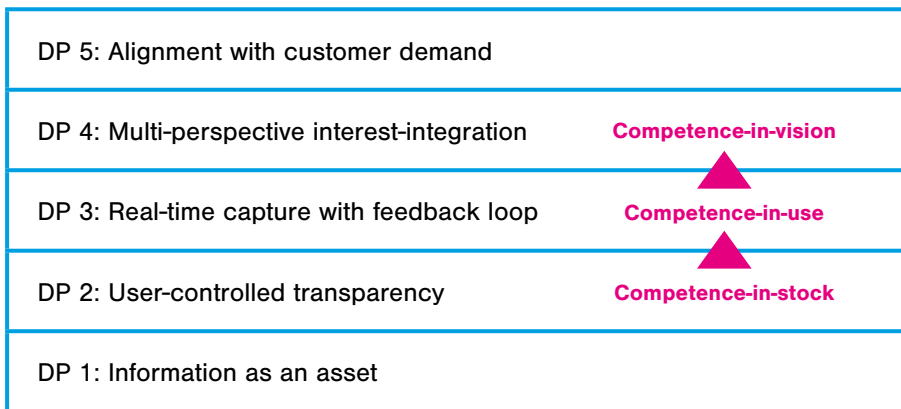 DP 5: Alignment with customer demand
DP 4: Multi-perspective interest-integration
Competence-in-vision
DP 3: Real-time capture with feedback loop
Competence-in-use
DP 2: User-controlled transparency
Competence-in-stock
DP 1: Information as an asset